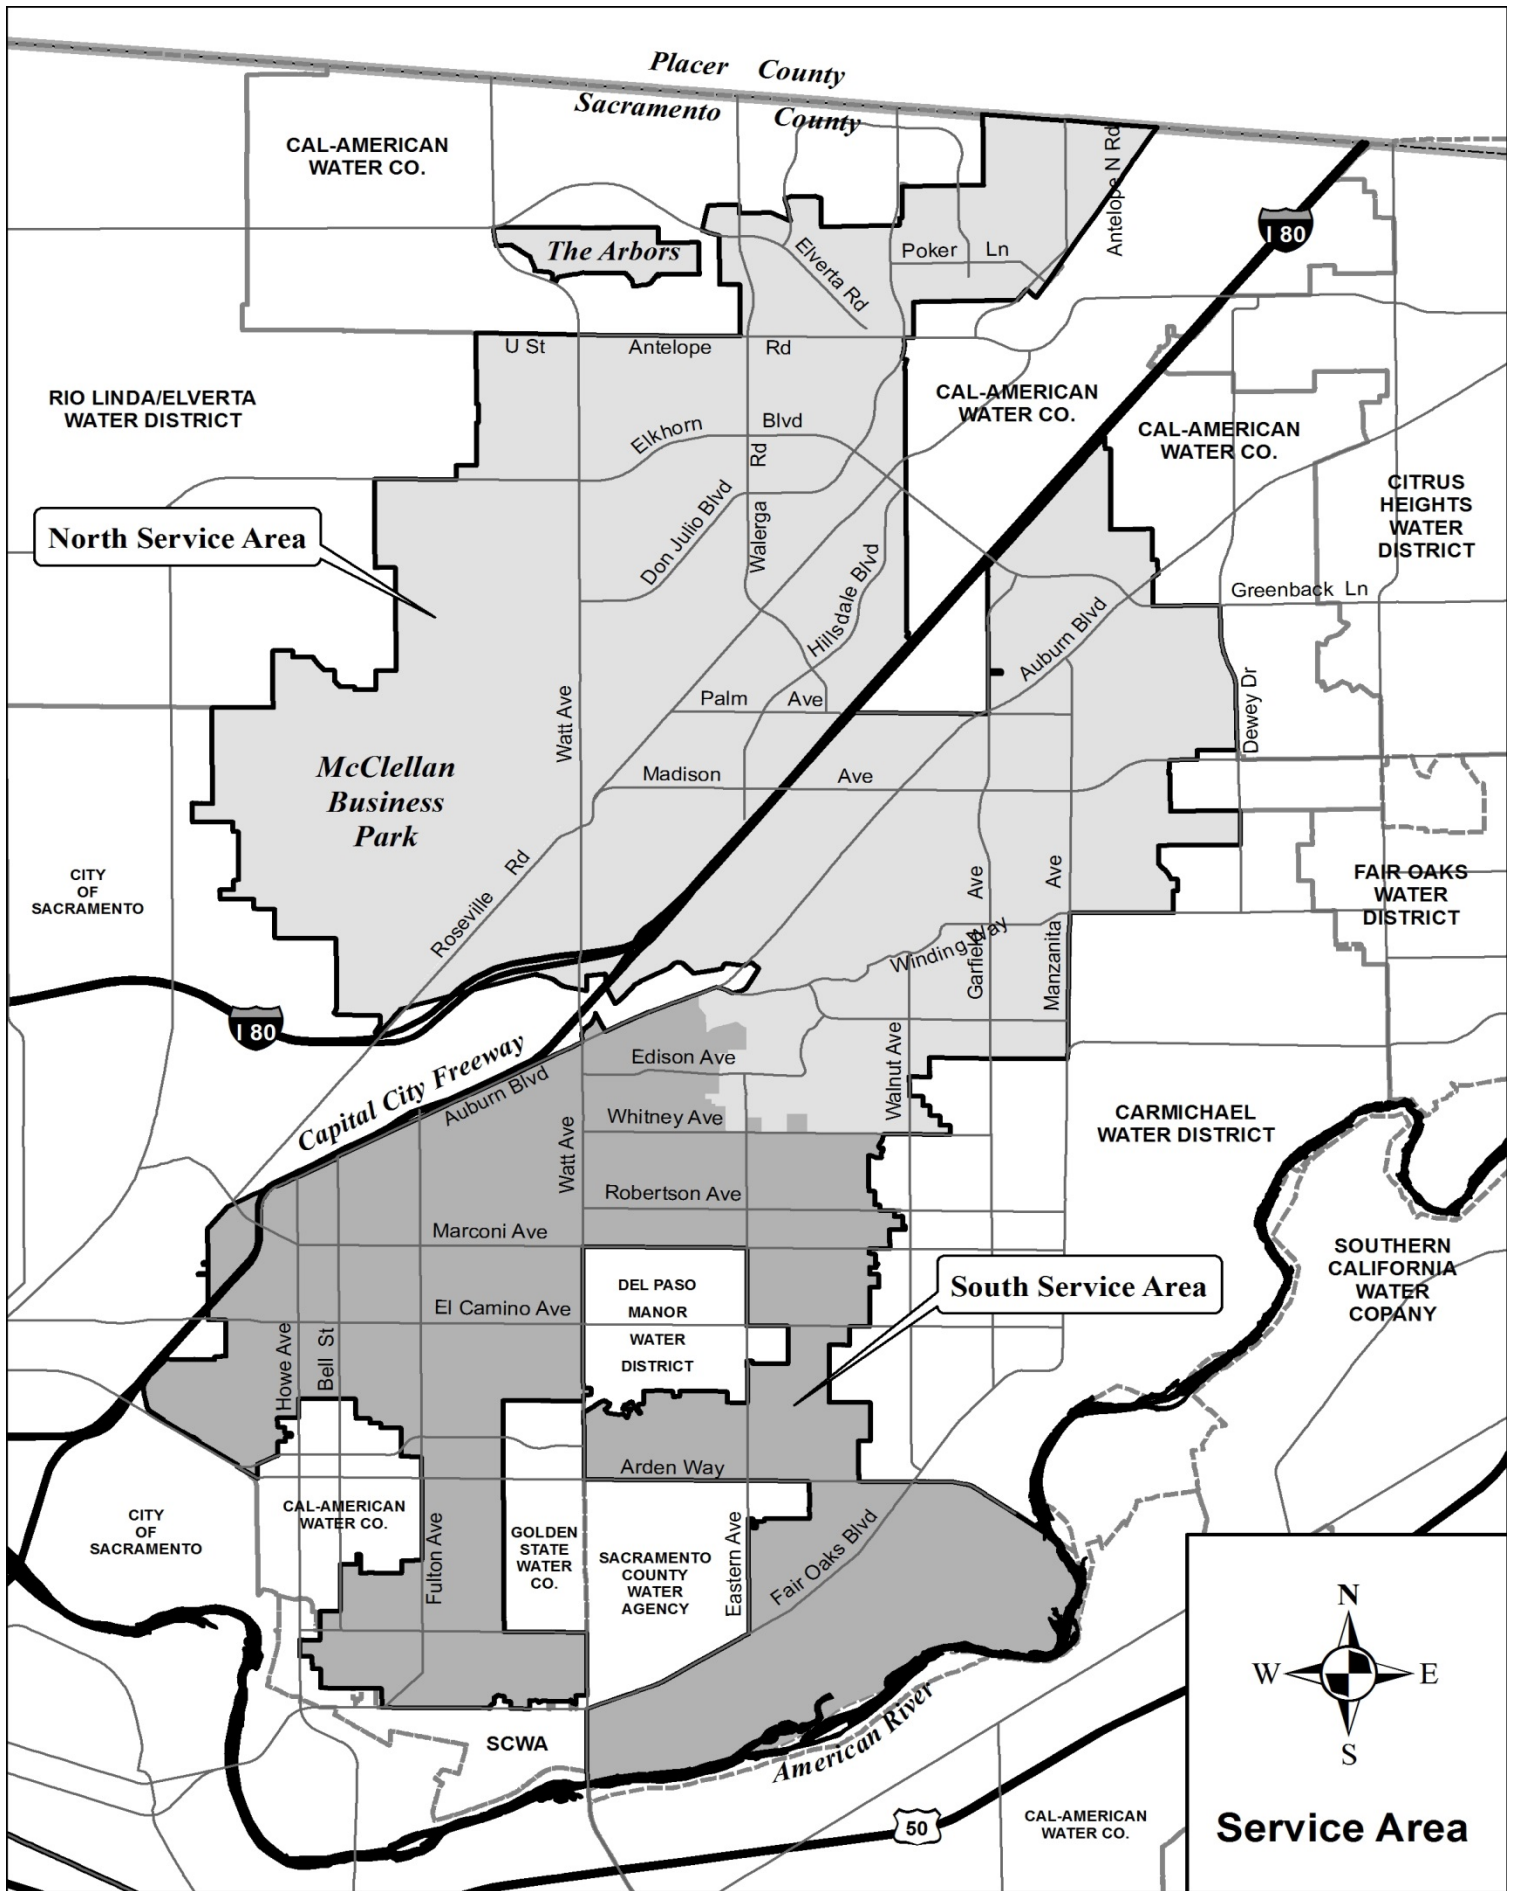 Placer County
Sacramento County
CAL-AMERICAN
WATER CO.
Antelope N Rd
I 80
The Arbors
Elverta Rd
Poker Ln
U St
Antelope Rd
RIO LINDA/ELVERTA
WATER DISTRICT
CAL-AMERICAN
WATER CO.
CAL-AMERICAN
WATER CO.
Elkhorn Blvd
Walerga Rd
Don Julio Blvd
CITRUS
HEIGHTS
WATER
DISTRICT
North Service Area
Hillsdale Blvd
Greenback Ln
Auburn Blvd
Watt Ave
Palm Ave
Dewey Dr
McClellan
Business
Park
Madison Ave
Roseville Rd
CITY
OF
SACRAMENTO
FAIR OAKS
WATER
DISTRICT
Garfield Ave
Manzanita Ave
Winding Way
I 80
Walnut Ave
Edison Ave
Capital City Freeway
Auburn Blvd
Whitney Ave
CARMICHAEL
WATER DISTRICT
Watt Ave
Robertson Ave
Marconi Ave
SOUTHERN
CALIFORNIA
WATER
COPANY
South Service Area
DEL PASO
MANOR
WATER
DISTRICT
El Camino Ave
Howe Ave
Bell St
Arden Way
CITY
OF
SACRAMENTO
CAL-AMERICAN
WATER CO.
Fulton Ave
GOLDEN
STATE
WATER
CO.
SACRAMENTO
COUNTY
WATER
AGENCY
Eastern Ave
Fair Oaks Blvd
American River
SCWA
50
CAL-AMERICAN
WATER CO.
N
W E
S
Service Area